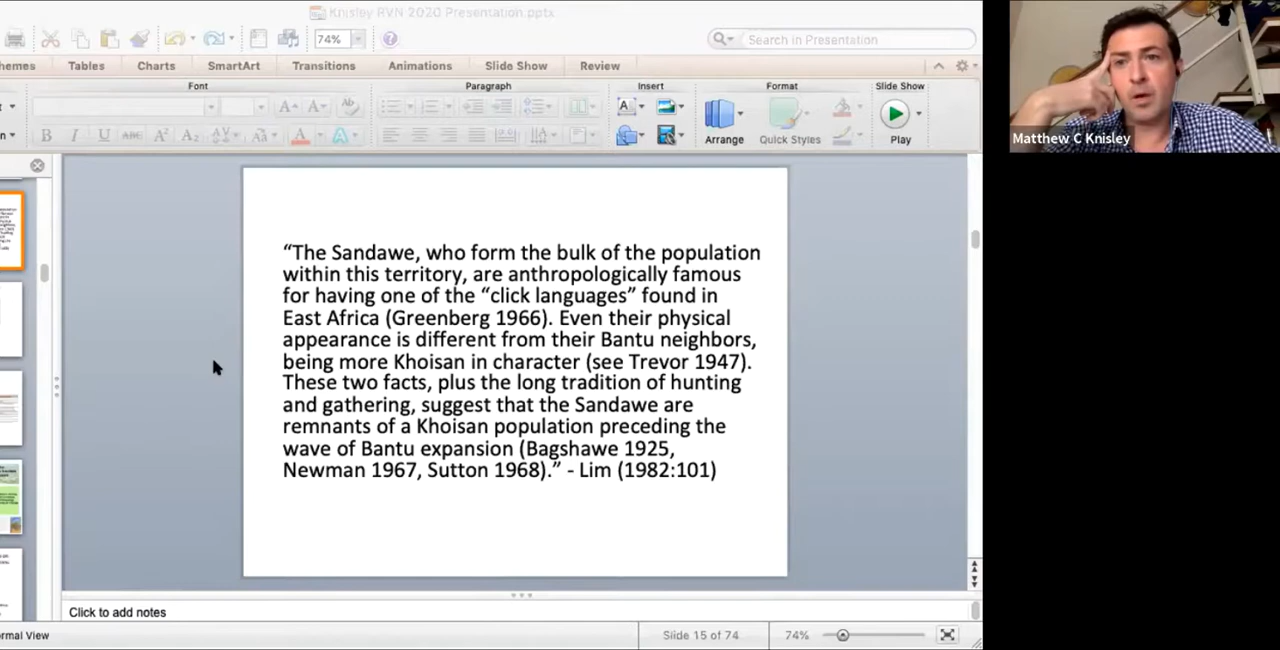 Knisley RVN 2020 Presentation.pptx
74%
Search in Presentation
hemes Tables Charts SmartArt Transitions Animations Slide Show Review
Font Paragraph Insert Format Slide Show
Arrange Quick Styles Play
Matthew C Knisley
“The Sandawe, who form the bulk of the population
within this territory, are anthropologically famous
for having one of the “click languages” found in
East Africa (Greenberg 1966). Even their physical
appearance is different from their Bantu neighbors,
being more Khoisan in character (see Trevor 1947).
These two facts, plus the long tradition of hunting
and gathering, suggest that the Sandawe are
remnants of a Khoisan population preceding the
wave of Bantu expansion (Bagshawe 1925,
Newman 1967, Sutton 1968).” - Lim (1982:101)
Click to add notes
rmal View Slide 15 of 74 74%